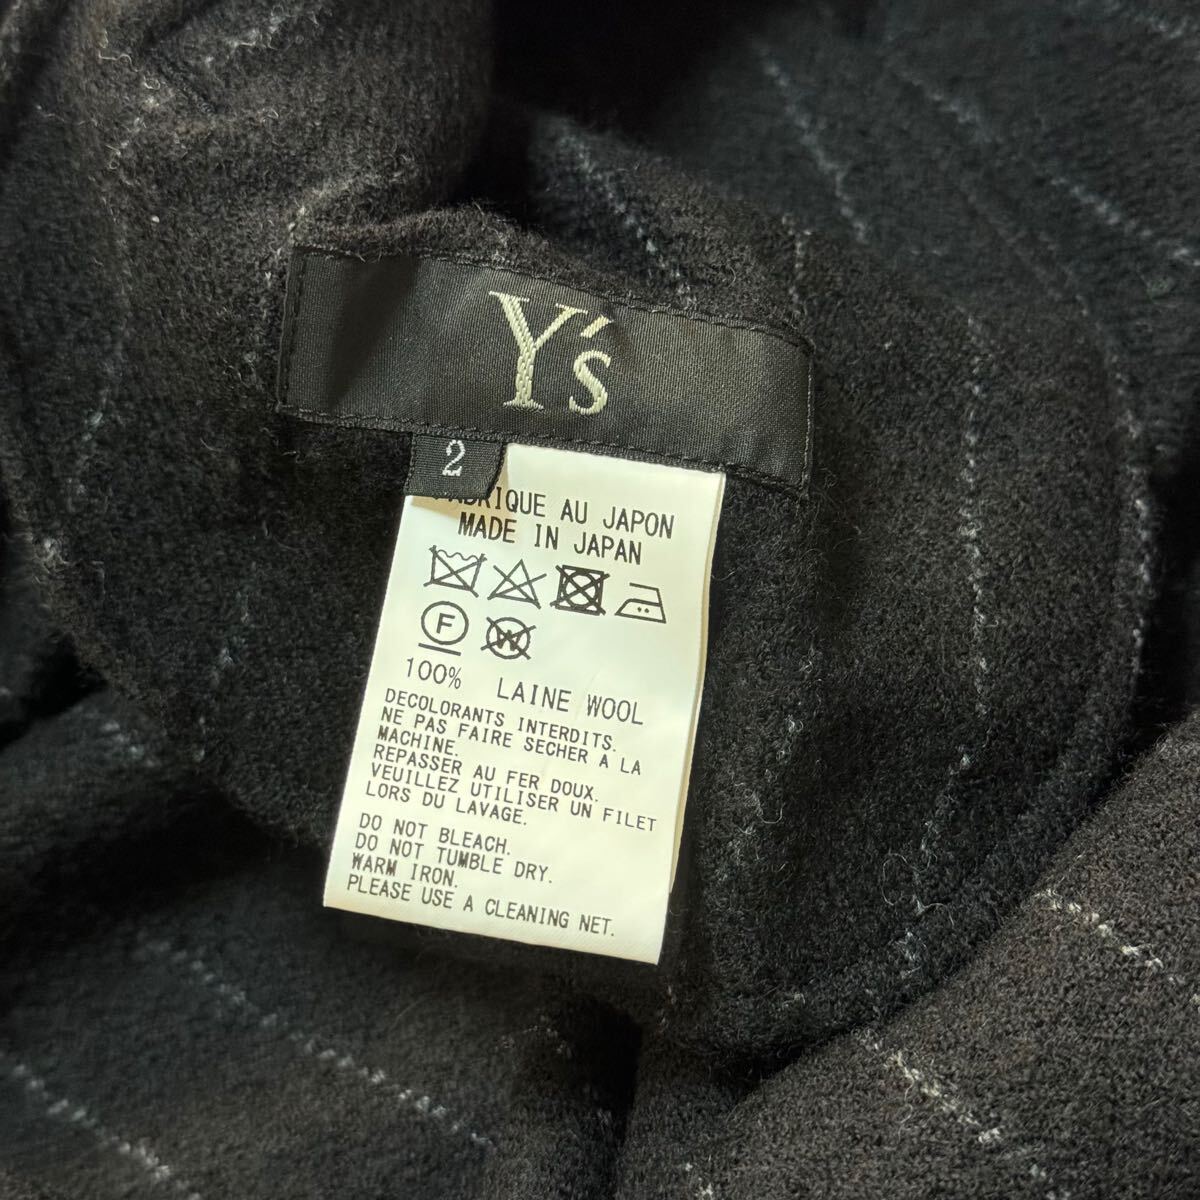 Y's
2
FABRIQUE AU JAPON
MADE IN JAPAN
F W
100% LAINE WOOL
DECOLORANTS INTERDITS.
NE PAS FAIRE SECHER A LA
MACHINE.
REPASSER AU FER DOUX.
VEUILLEZ UTILISER UN FILET
LORS DU LAVAGE.
DO NOT BLEACH.
DO NOT TUMBLE DRY.
WARM IRON.
PLEASE USE A CLEANING NET.